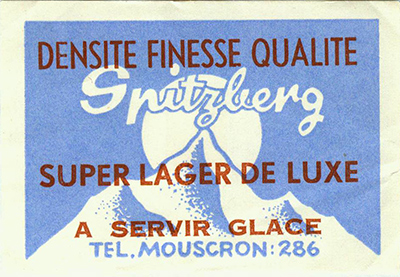 DENSITE FINESSE QUALITE
Spitzberg
SUPER LAGER DE LUXE
A SERVIR GLACE
TEL. MOUSCRON: 286